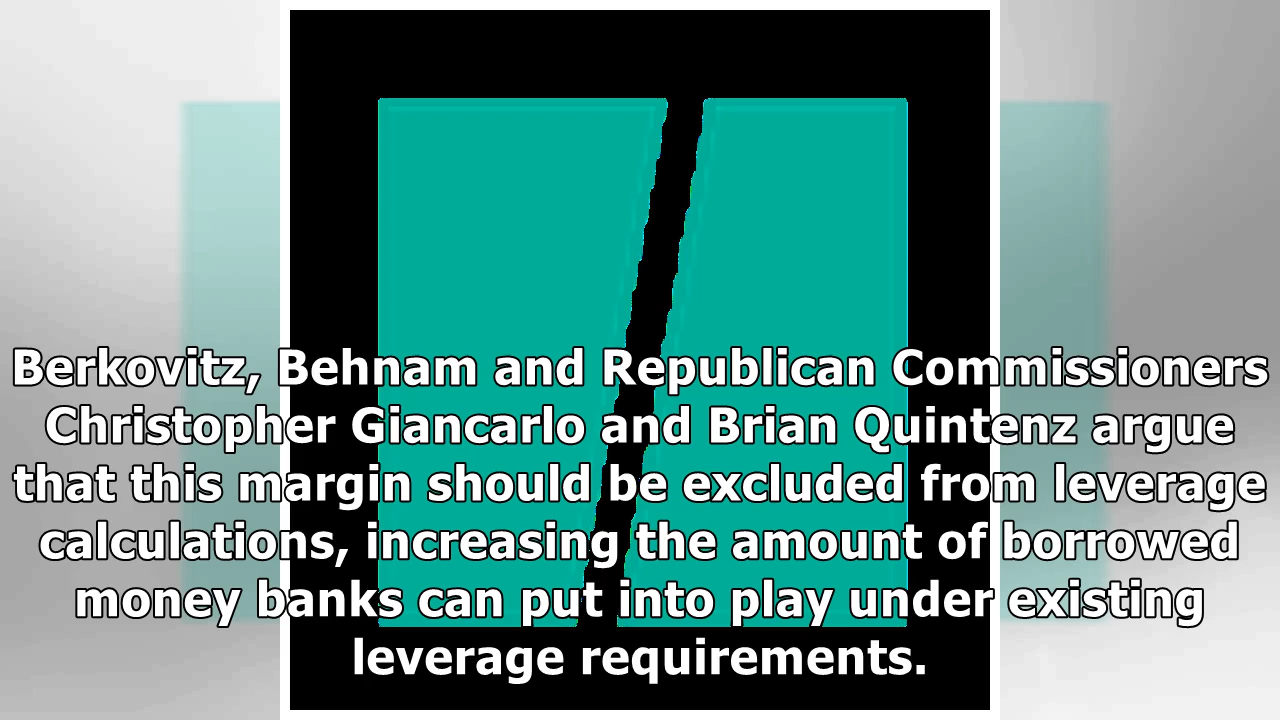 Berkovitz, Behnam and Republican Commissioners
Christopher Giancarlo and Brian Quintenz argue
that this margin should be excluded from leverage
calculations, increasing the amount of borrowed
money banks can put into play under existing
leverage requirements.